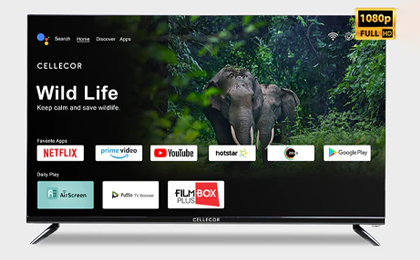 1080p
FULL HD
Search Home Discover Apps
CELLECOR
Wild Life
Keep calm and save wildlife.
Favorite Apps
NETFLIX prime video YouTube hotstar Google Play
Daily Play
AirScreen Puffin TV Browser FILM PLUS BOX
CELLECOR